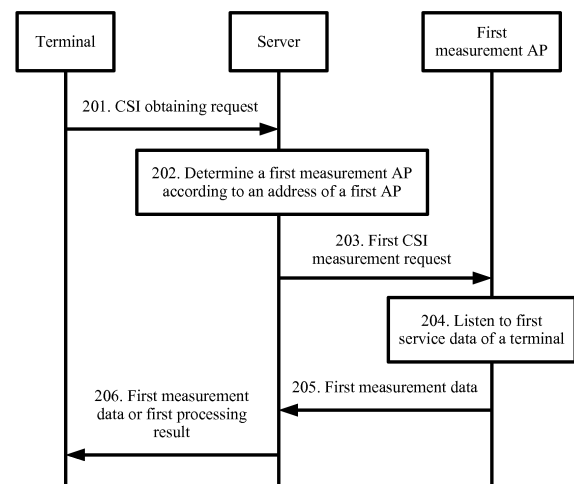 Terminal
Server
First
measurement AP
201. CSI obtaining request
202. Determine a first measurement AP
according to an address of a first AP
203. First CSI
measurement request
204. Listen to first
service data of a terminal
205. First measurement data
206. First measurement
data or first processing
result